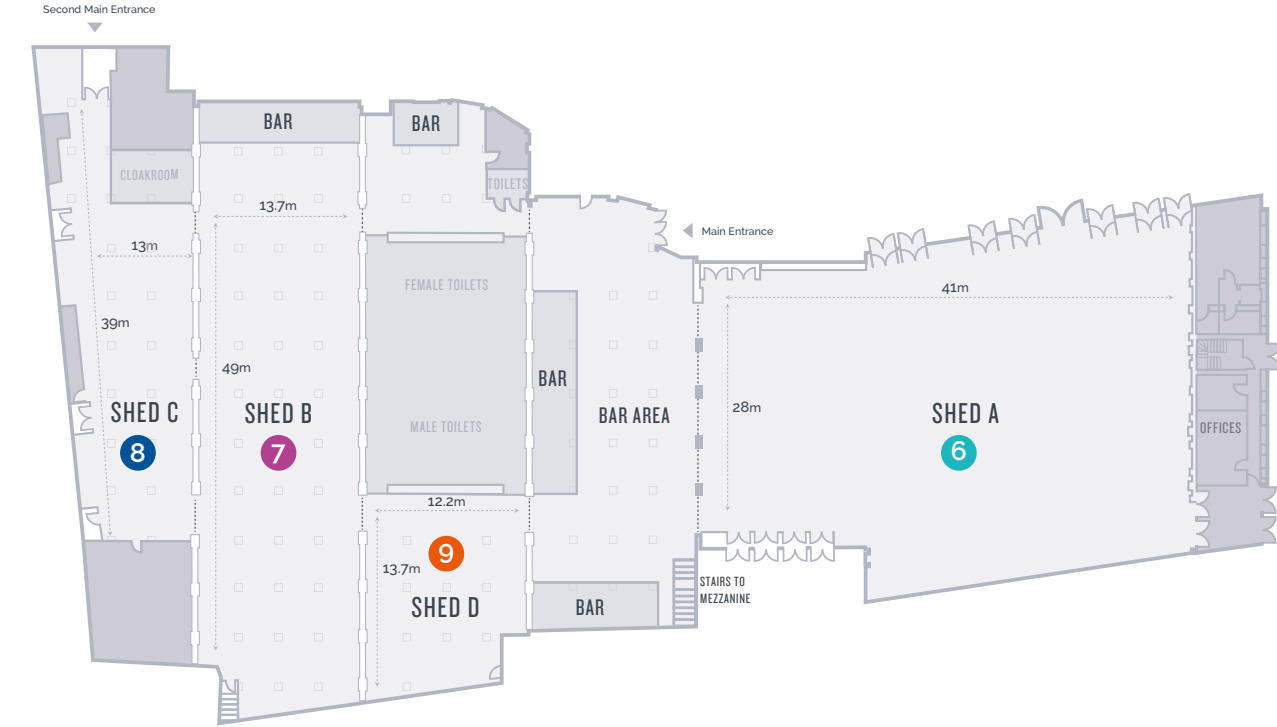 Second Main Entrance
BAR
BAR
CLOAKROOM
TOILETS
13.7m
Main Entrance
13m
FEMALE TOILETS
41m
39m
49m
BAR
28m
SHED C
SHED B
BAR AREA
SHED A
MALE TOILETS
OFFICES
8
7
6
12.2m
9
13.7m
STAIRS TO
MEZZANINE
SHED D
BAR